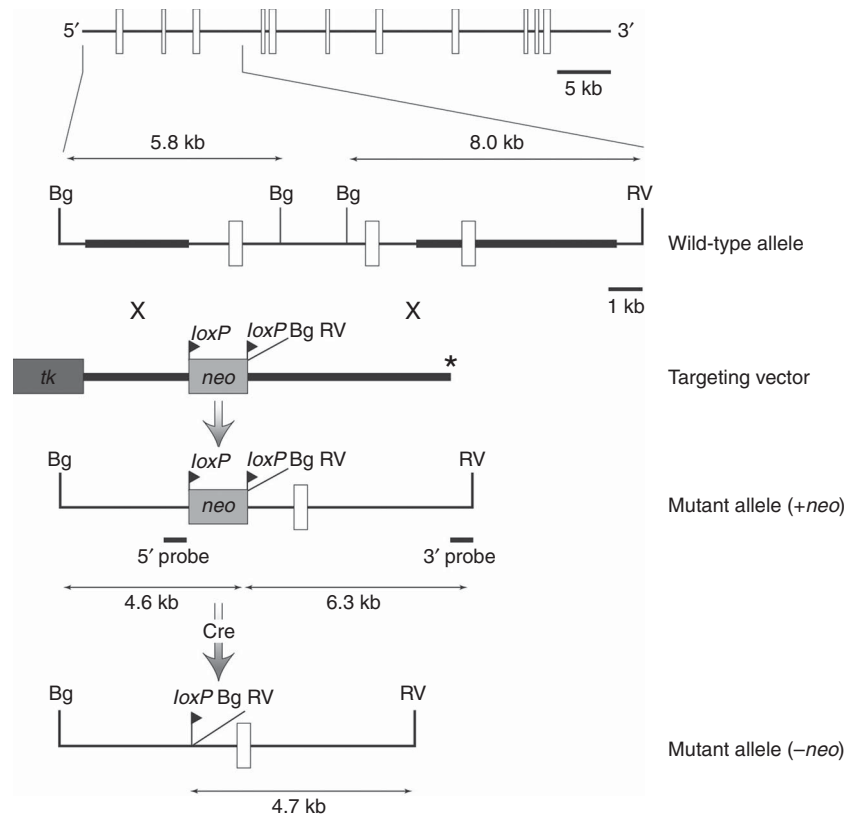 5′ 3′
5 kb
5.8 kb 8.0 kb
Bg Bg Bg RV
Wild-type allele
1 kb
X X
loxP loxP Bg RV
*
tk neo Targeting vector
loxP loxP Bg RV
Bg RV
neo Mutant allele (+neo)
5′ probe 3′ probe
4.6 kb 6.3 kb
Cre
loxP Bg RV
Bg RV
Mutant allele (–neo)
4.7 kb